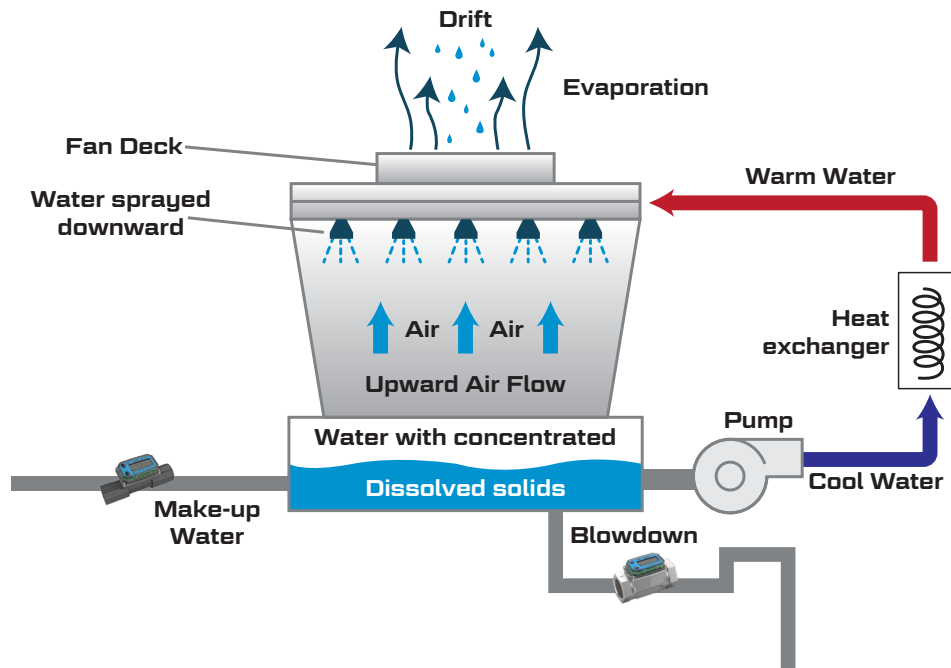 Drift
Evaporation
Fan Deck
Warm Water
Water sprayed
downward
Air
Air
Heat
exchanger
Upward Air Flow
Pump
Water with concentrated
Dissolved solids
Cool Water
Make-up
Water
Blowdown